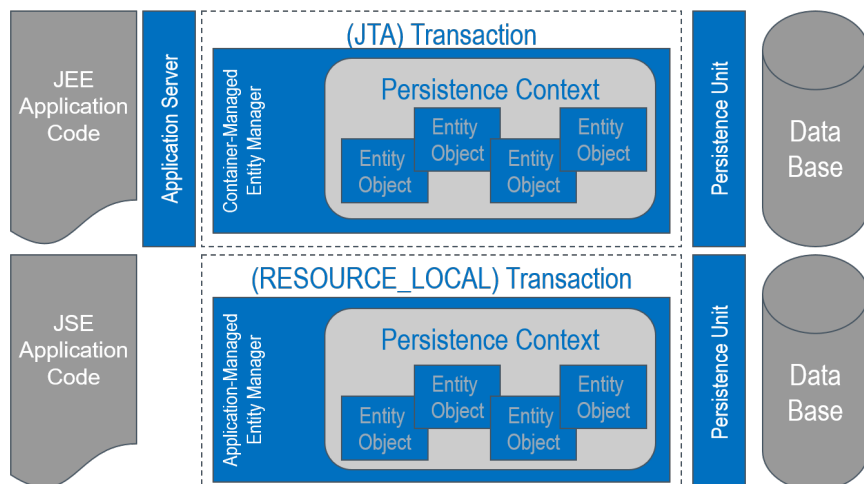 (JTA) Transaction
JEE
Application
Code
Application Server
Container-Managed
Entity Manager
Persistence Context
Entity
Object
Entity
Object
Entity
Object
Entity
Object
Persistence Unit
Data
Base
(RESOURCE_LOCAL) Transaction
JSE
Application
Code
Application-Managed
Entity Manager
Persistence Context
Entity
Object
Entity
Object
Entity
Object
Entity
Object
Persistence Unit
Data
Base